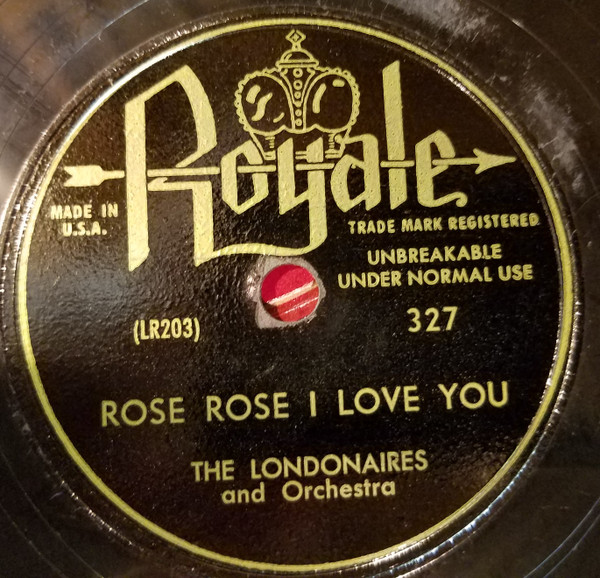 Royale
MADE IN
U.S.A.
TRADE MARK REGISTERED
UNBREAKABLE
UNDER NORMAL USE
(LR203)
327
ROSE ROSE I LOVE YOU
THE LONDONAIRES
and Orchestra